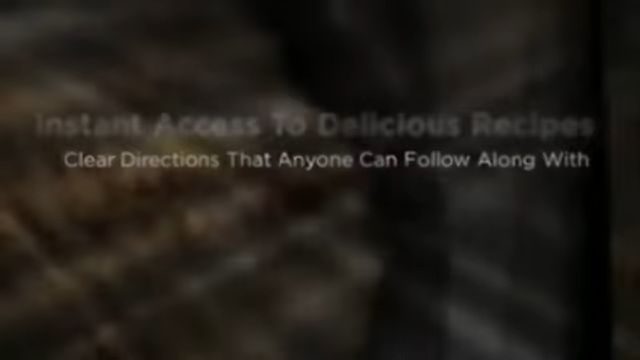 Instant Access To Delicious Recipes
Clear Directions That Anyone Can Follow Along With